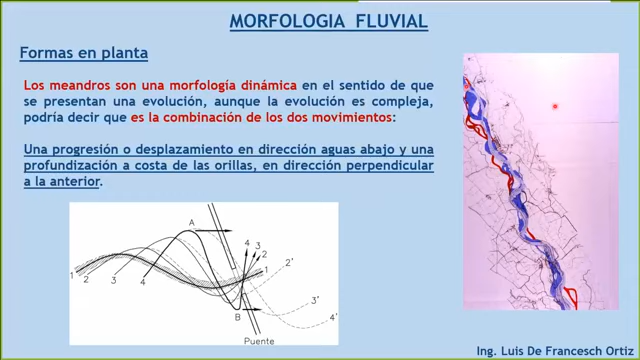 MORFOLOGIA FLUVIAL
Formas en planta
Los meandros son una morfología dinámica en el sentido de que
se presentan una evolución, aunque la evolución es compleja,
podría decir que es la combinación de los dos movimientos:
Una progresión o desplazamiento en dirección aguas abajo y una
profundización a costa de las orillas, en dirección perpendicular
a la anterior.
A
4
3
2
1
1
2
3
4
2'
3'
4'
B
Puente
Ing. Luis De Francesch Ortiz